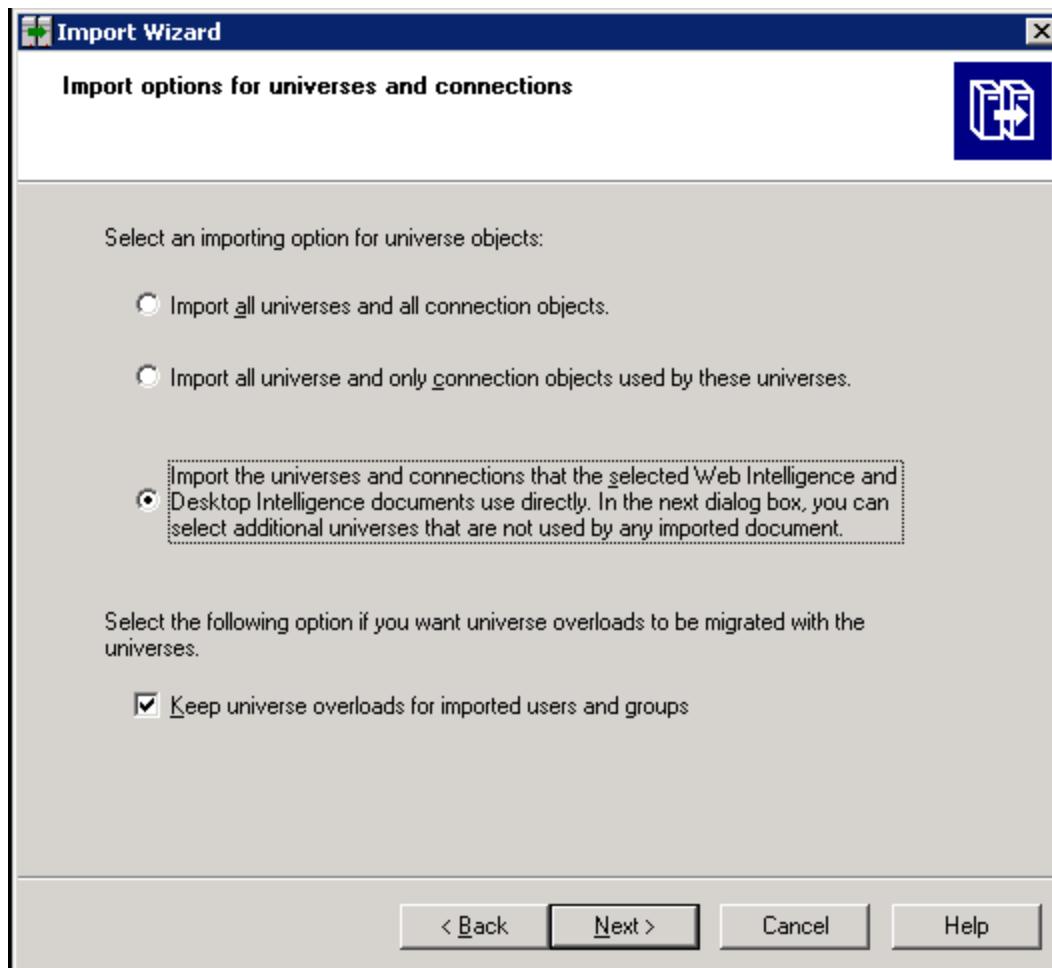 Import Wizard
Import options for universes and connections
Select an importing option for universe objects:
Import all universes and all connection objects.
Import all universe and only connection objects used by these universes.
Import the universes and connections that the selected Web Intelligence and
Desktop Intelligence documents use directly. In the next dialog box, you can
select additional universes that are not used by any imported document.
Select the following option if you want universe overloads to be migrated with the
universes.
Keep universe overloads for imported users and groups
< Back
Next >
Cancel
Help